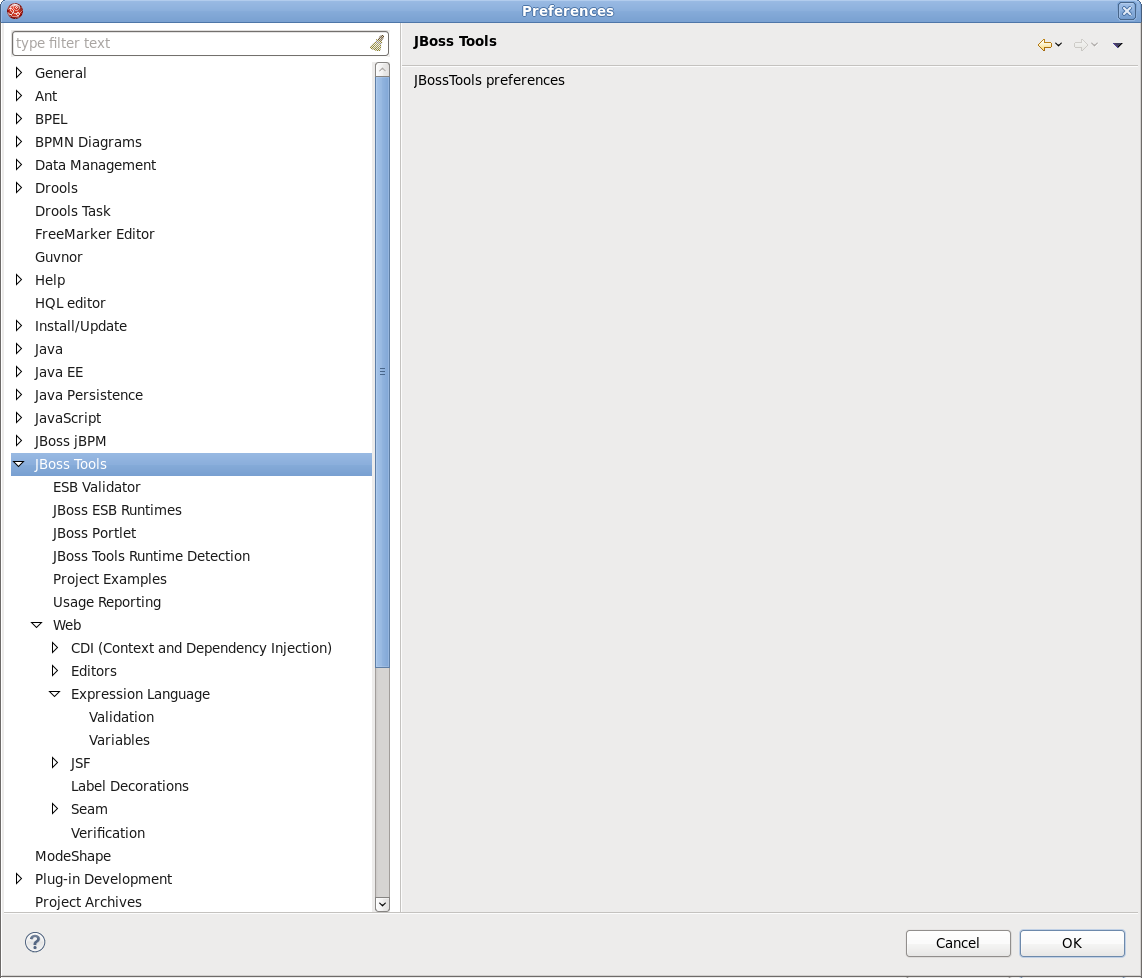 Preferences
type filter text
General
Ant
BPEL
BPMN Diagrams
Data Management
Drools
Drools Task
FreeMarker Editor
Guvnor
Help
HQL editor
Install/Update
Java
Java EE
Java Persistence
JavaScript
JBoss jBPM
JBoss Tools
ESB Validator
JBoss ESB Runtimes
JBoss Portlet
JBoss Tools Runtime Detection
Project Examples
Usage Reporting
Web
CDI (Context and Dependency Injection)
Editors
Expression Language
Validation
Variables
JSF
Label Decorations
Seam
Verification
ModeShape
Plug-in Development
Project Archives
JBoss Tools
JBossTools preferences
?
Cancel
OK